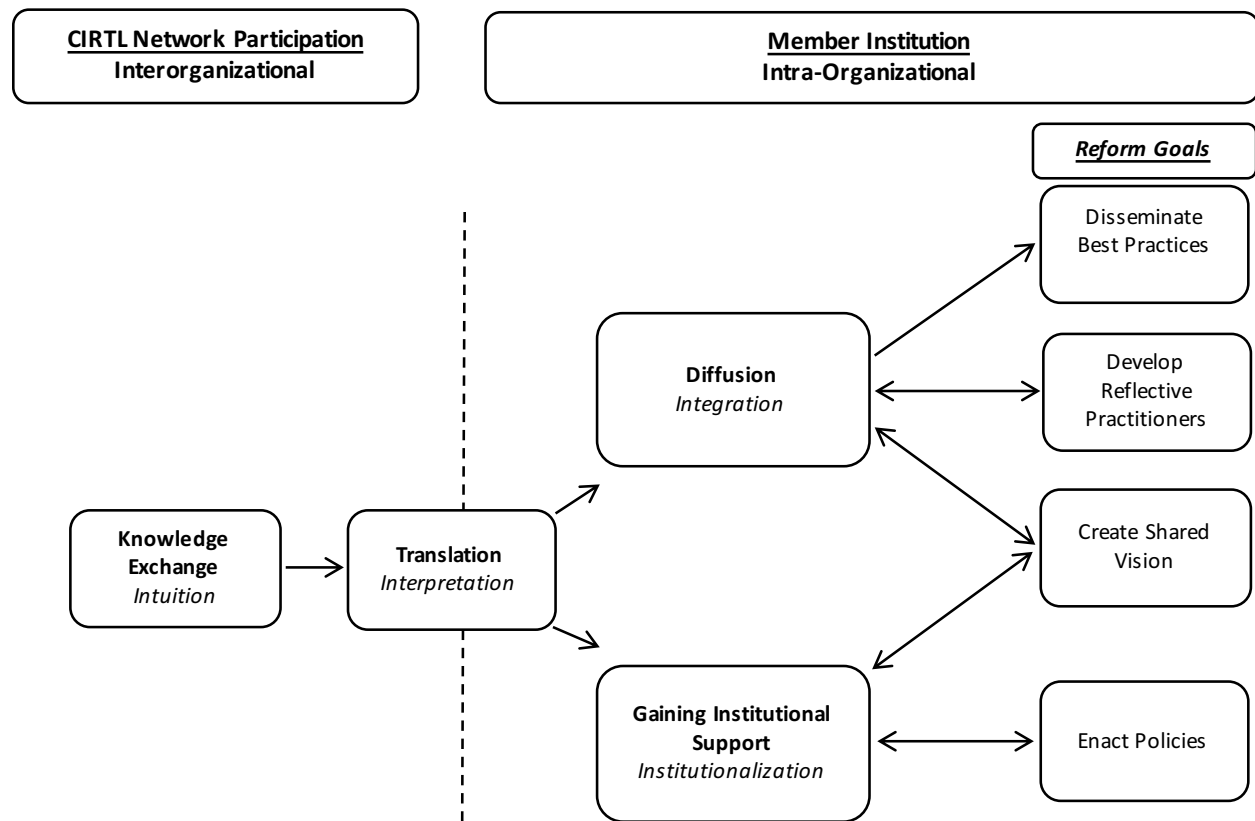 CIRTL Network Participation
Interorganizational
Member Institution
Intra-Organizational
Reform Goals
Disseminate
Best Practices
Diffusion
Integration
Develop
Reflective
Practitioners
Knowledge
Exchange
Intuition
Translation
Interpretation
Create Shared
Vision
Gaining Institutional
Support
Institutionalization
Enact Policies